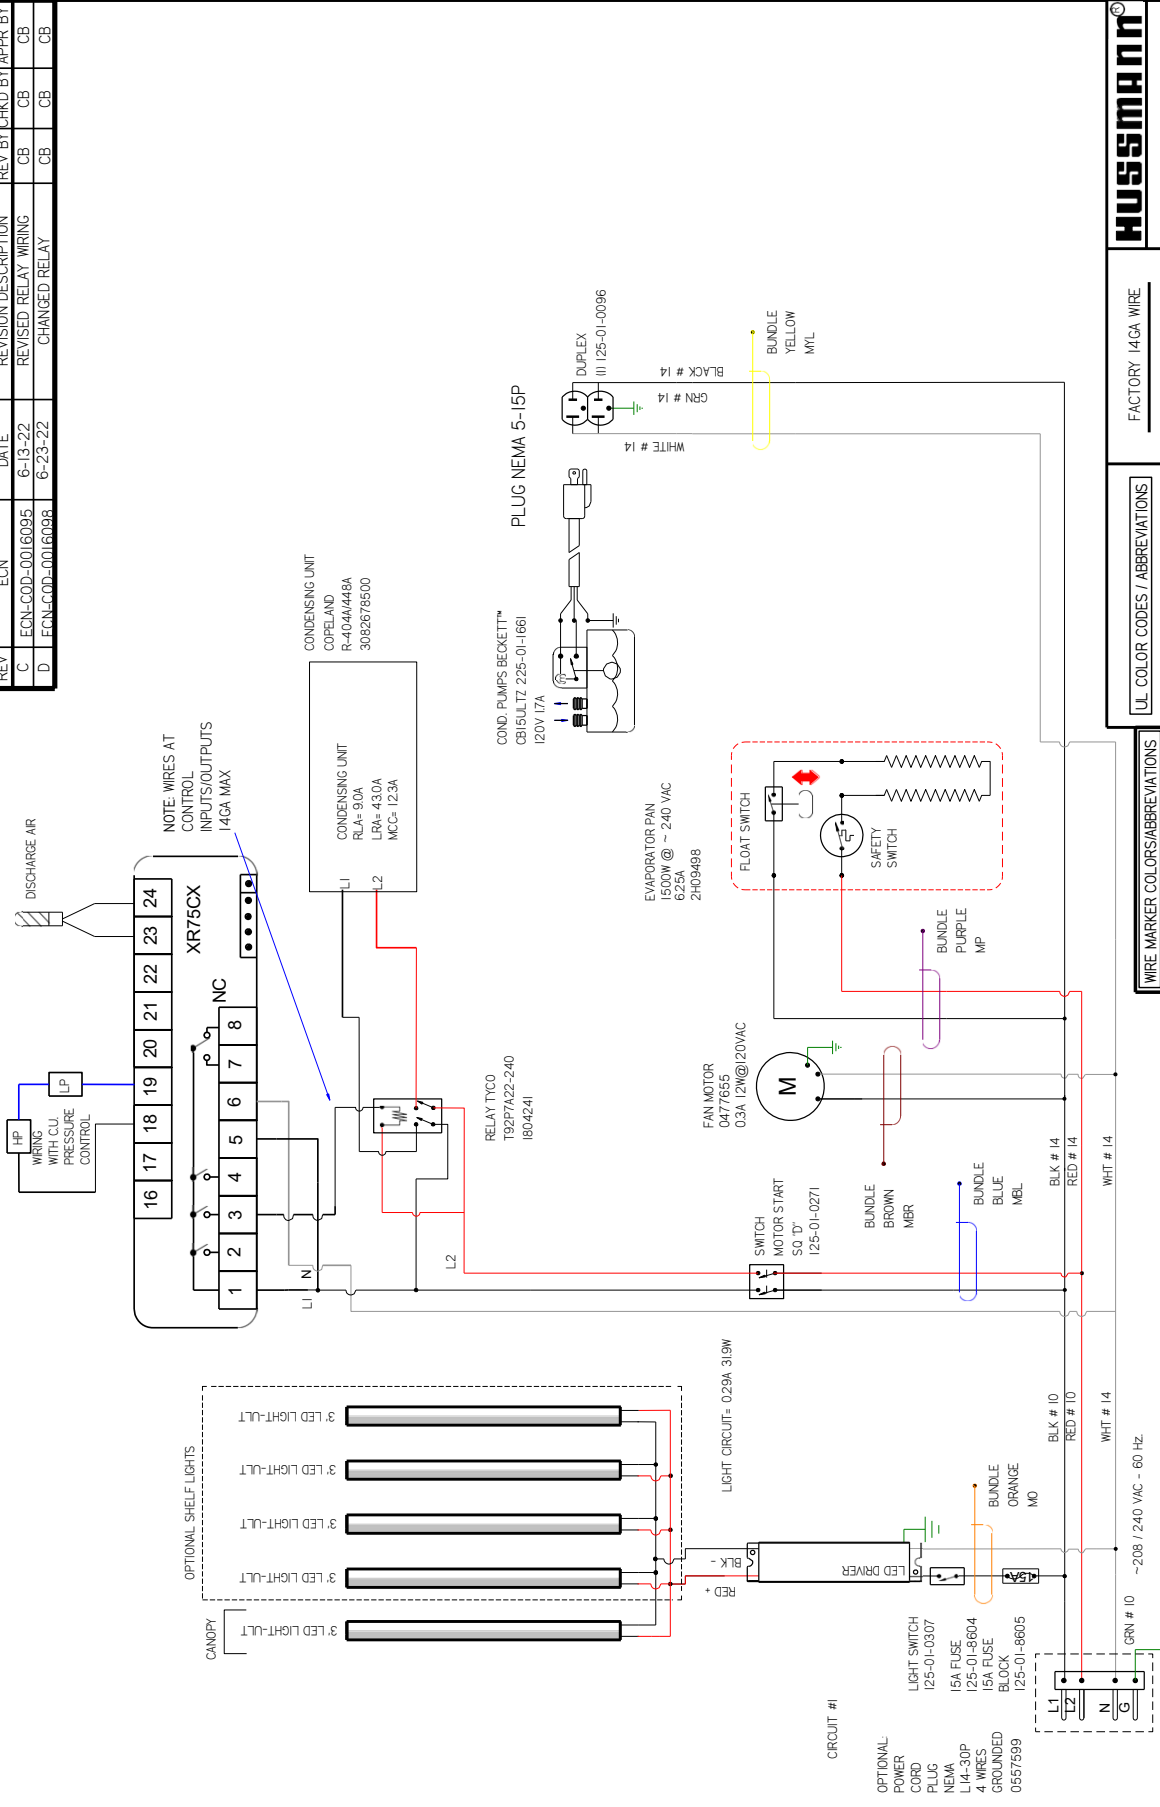 REV ECN DATE REVISION DESCRIPTION REV BY CHKD BY APPR BY
C ECN-COD-0016095 6-13-22 REVISED RELAY WIRING CB CB CB
D ECN-COD-0016098 6-23-22 CHANGED RELAY CB CB CB
HP
LP
WIRING
WITH C.U.
PRESSURE
CONTROL
DISCHARGE AIR
16 17 18 19 20 21 22 23 24
XR75CX
NC
1 2 3 4 5 6 7 8
NOTE: WIRES AT
CONTROL
INPUTS/OUTPUTS
14GA MAX
L1
N
L2
CONDENSING UNIT
COPELAND
R-404A/448A
3082678500
CONDENSING UNIT
RLA= 9.0A
LRA= 43.0A
MCC= 12.3A
L1
L2
RELAY TYCO
T92P7A22-240
1804241
COND. PUMPS BECKETT™
CB15ULTZ 225-01-1661
120V 1.7A
PLUG NEMA 5-15P
DUPLEX
(1) 125-01-0096
WHITE # 14
GRN # 14
BLACK # 14
BUNDLE
YELLOW
MYL
EVAPORATOR PAN
1500W @ ~ 240 VAC
6.25A
2H09498
FLOAT SWITCH
SAFETY
SWITCH
BUNDLE
PURPLE
MP
FAN MOTOR
0477655
0.3A 12W@120VAC
M
BUNDLE
BROWN
MBR
SWITCH
MOTOR START
SQ "D"
125-01-0271
BUNDLE
BLUE
MBL
BLK # 14
RED # 14
WHT # 14
CANOPY
OPTIONAL SHELF LIGHTS
3' LED LIGHT-ULT
3' LED LIGHT-ULT
3' LED LIGHT-ULT
3' LED LIGHT-ULT
3' LED LIGHT-ULT
LIGHT CIRCUIT= 0.29A 31.9W
RED +
BLK -
LED DRIVER
15A
LIGHT SWITCH
125-01-0307
15A FUSE
125-01-8604
15A FUSE
BLOCK
125-01-8605
BUNDLE
ORANGE
MO
BLK # 10
RED # 10
WHT # 14
CIRCUIT #1
OPTIONAL:
POWER
CORD
PLUG
NEMA
L14-30P
4 WIRES
GROUNDED
0557599
L1
L2
N
G
GRN # 10
~208 / 240 VAC - 60 Hz.
WIRE MARKER COLORS/ABBREVIATIONS
UL COLOR CODES / ABBREVIATIONS
FACTORY 14GA WIRE
HUSSMANN®